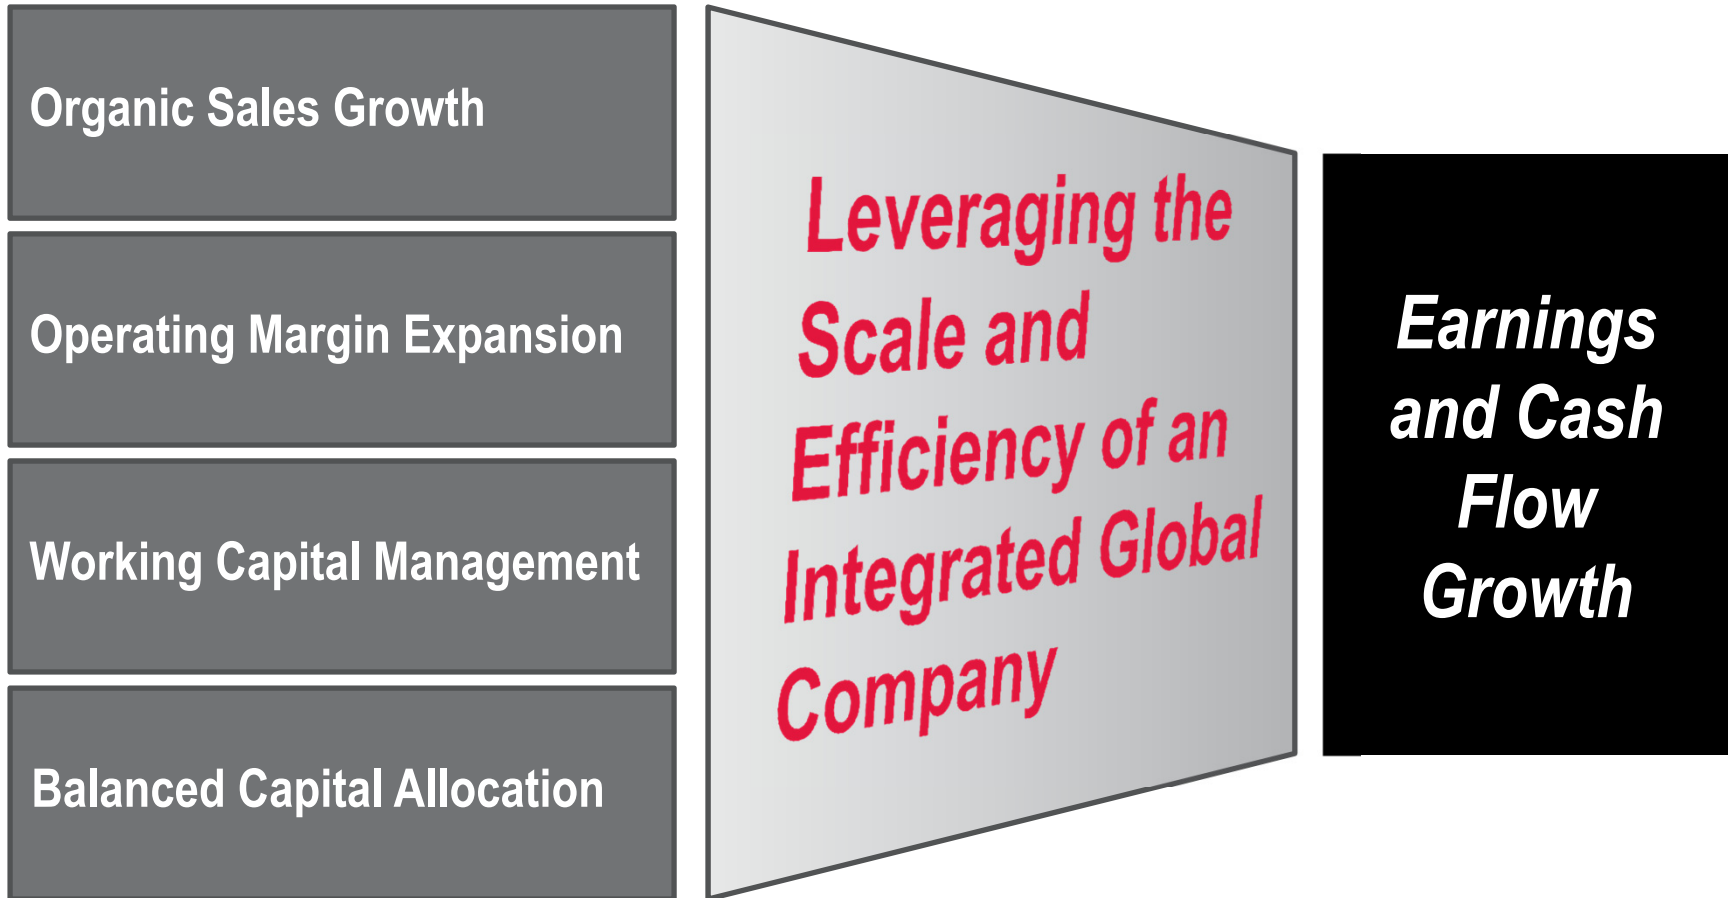 Organic Sales Growth
Operating Margin Expansion
Working Capital Management
Balanced Capital Allocation
Leveraging the
Scale and
Efficiency of an
Integrated Global
Company
Earnings
and Cash
Flow
Growth